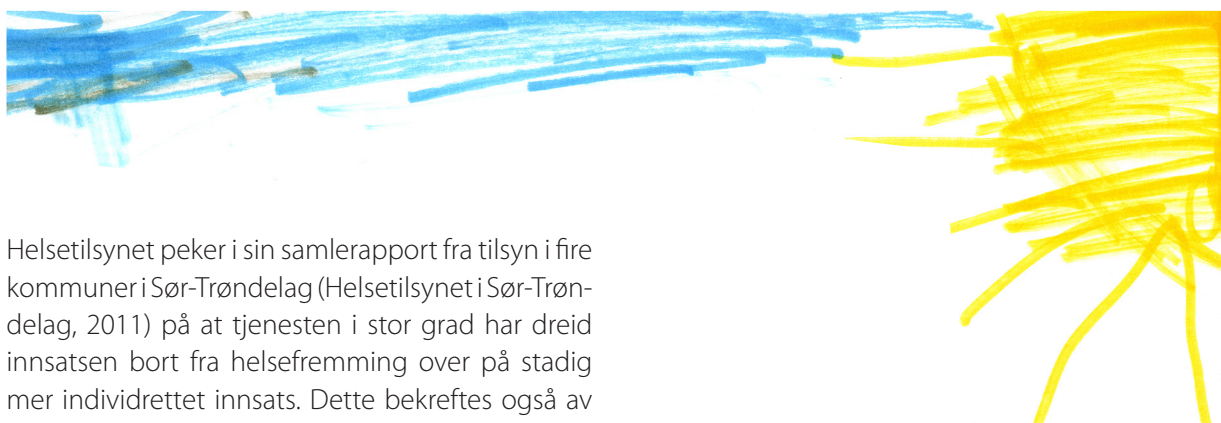 Helsetilsynet peker i sin samlerapport fra tilsyn i fire
kommuner i Sør-Trøndelag (Helsetilsynet i Sør-Trøn-
delag, 2011) på at tjenesten i stor grad har dreid
innsatsen bort fra helsefremming over på stadig
mer individrettet innsats. Dette bekreftes også av